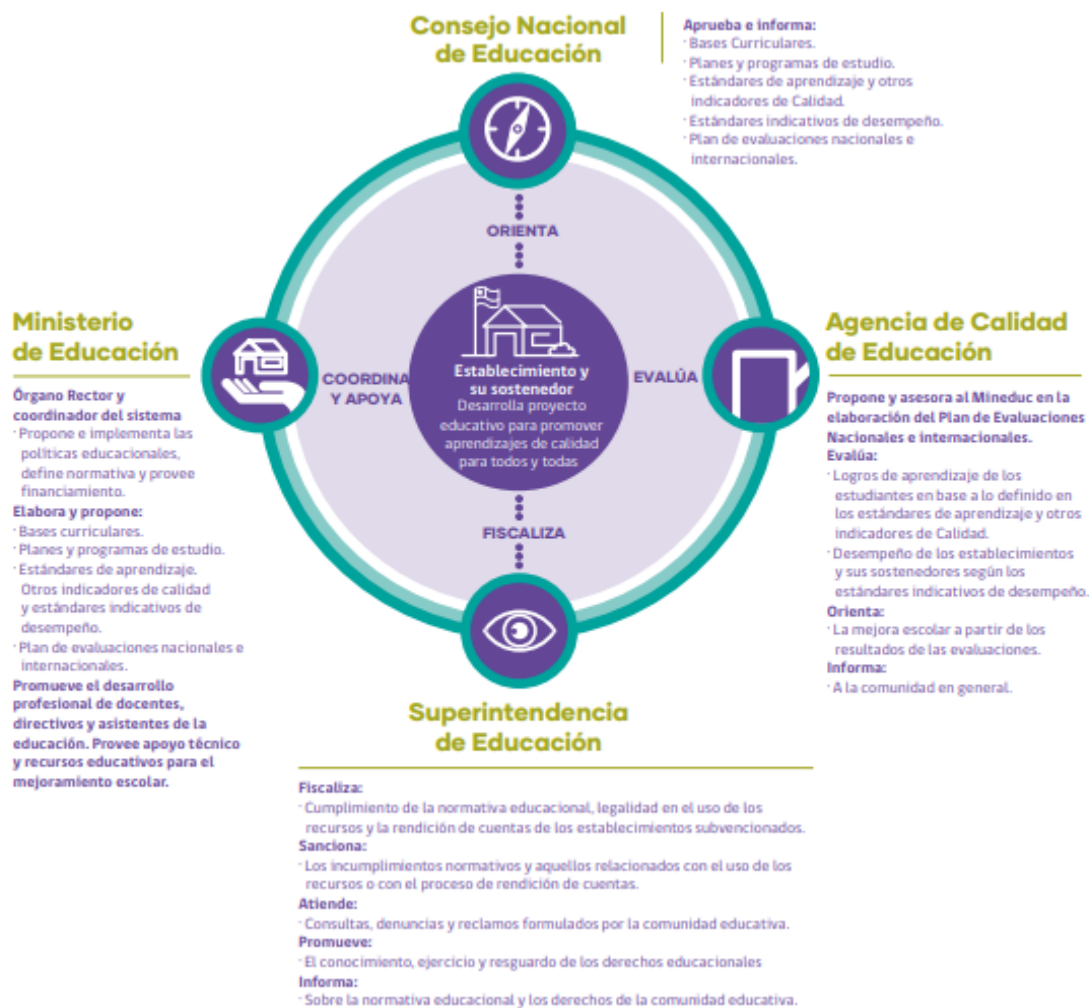 Consejo Nacional
de Educación
Aprueba e informa:
· Bases Curriculares.
· Planes y programas de estudio.
· Estándares de aprendizaje y otros
indicadores de Calidad.
· Estándares indicativos de desempeño.
· Plan de evaluaciones nacionales e
internacionales.
ORIENTA
Ministerio
de Educación
Órgano Rector y
coordinador del sistema
· Propone e implementa las
políticas educacionales,
define normativa y provee
financiamiento.
Elabora y propone:
· Bases curriculares.
· Planes y programas de estudio.
· Estándares de aprendizaje.
Otros indicadores de calidad
y estándares indicativos de
desempeño.
· Plan de evaluaciones nacionales e
internacionales.
Promueve el desarrollo
profesional de docentes,
directivos y asistentes de la
educación. Provee apoyo técnico
y recursos educativos para el
mejoramiento escolar.
COORDINA
Y APOYA
Establecimiento y
su sostenedor
Desarrolla proyecto
educativo para promover
aprendizajes de calidad
para todos y todas
EVALÚA
Agencia de Calidad
de Educación
Propone y asesora al Mineduc en la
elaboración del Plan de Evaluaciones
Nacionales e internacionales.
Evalúa:
· Logros de aprendizaje de los
estudiantes en base a lo definido en
los estándares de aprendizaje y otros
indicadores de Calidad.
· Desempeño de los establecimientos
y sus sostenedores según los
estándares indicativos de desempeño.
Orienta:
· La mejora escolar a partir de los
resultados de las evaluaciones.
Informa:
· A la comunidad en general.
FISCALIZA
Superintendencia
de Educación
Fiscaliza:
· Cumplimiento de la normativa educacional, legalidad en el uso de los
recursos y la rendición de cuentas de los establecimientos subvencionados.
Sanciona:
· Los incumplimientos normativos y aquellos relacionados con el uso de los
recursos o con el proceso de rendición de cuentas.
Atiende:
· Consultas, denuncias y reclamos formulados por la comunidad educativa.
Promueve:
· El conocimiento, ejercicio y resguardo de los derechos educacionales
Informa:
· Sobre la normativa educacional y los derechos de la comunidad educativa.